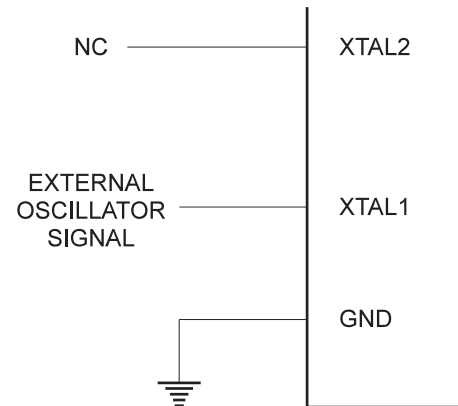 NC
XTAL2
EXTERNAL
OSCILLATOR
SIGNAL
XTAL1
GND